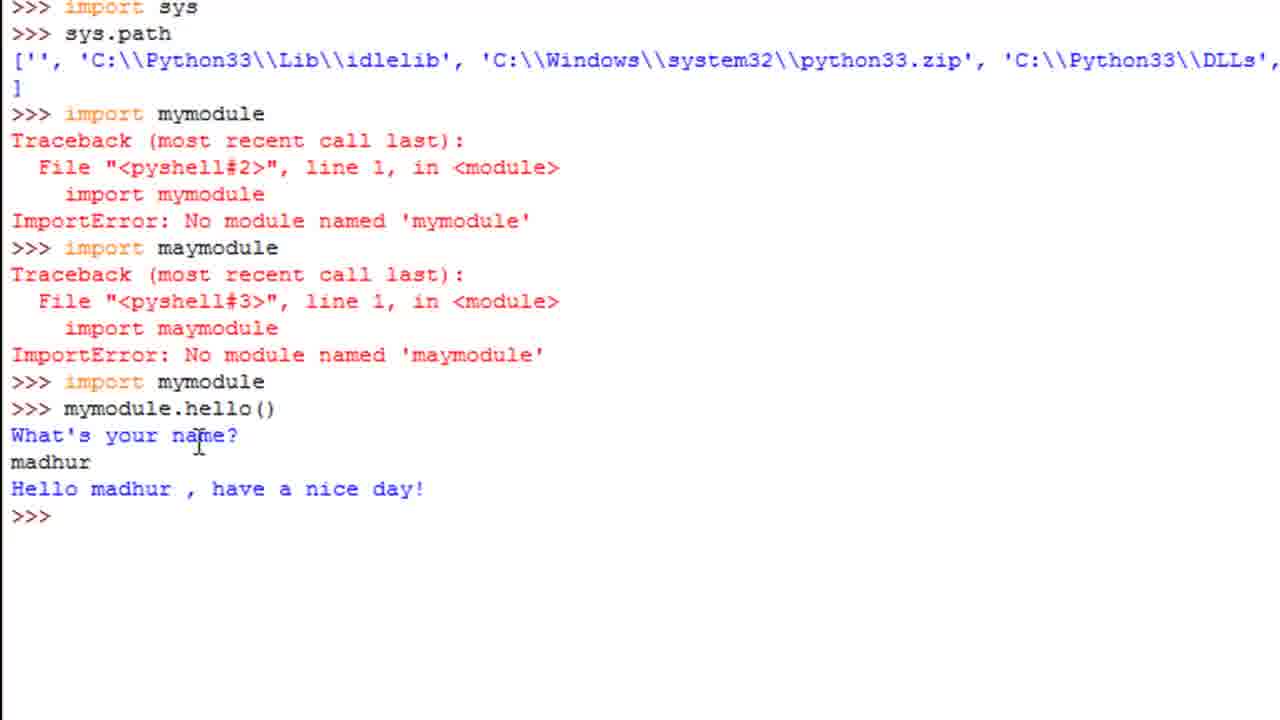 >>> import sys
>>> sys.path
['', 'C:\\Python33\\Lib\\idlelib', 'C:\\Windows\\system32\\python33.zip', 'C:\\Python33\\DLLs',
]
>>> import mymodule
Traceback (most recent call last):
  File "<pyshell#2>", line 1, in <module>
    import mymodule
ImportError: No module named 'mymodule'
>>> import maymodule
Traceback (most recent call last):
  File "<pyshell#3>", line 1, in <module>
    import maymodule
ImportError: No module named 'maymodule'
>>> import mymodule
>>> mymodule.hello()
What's your name?
madhur
Hello madhur , have a nice day!
>>>